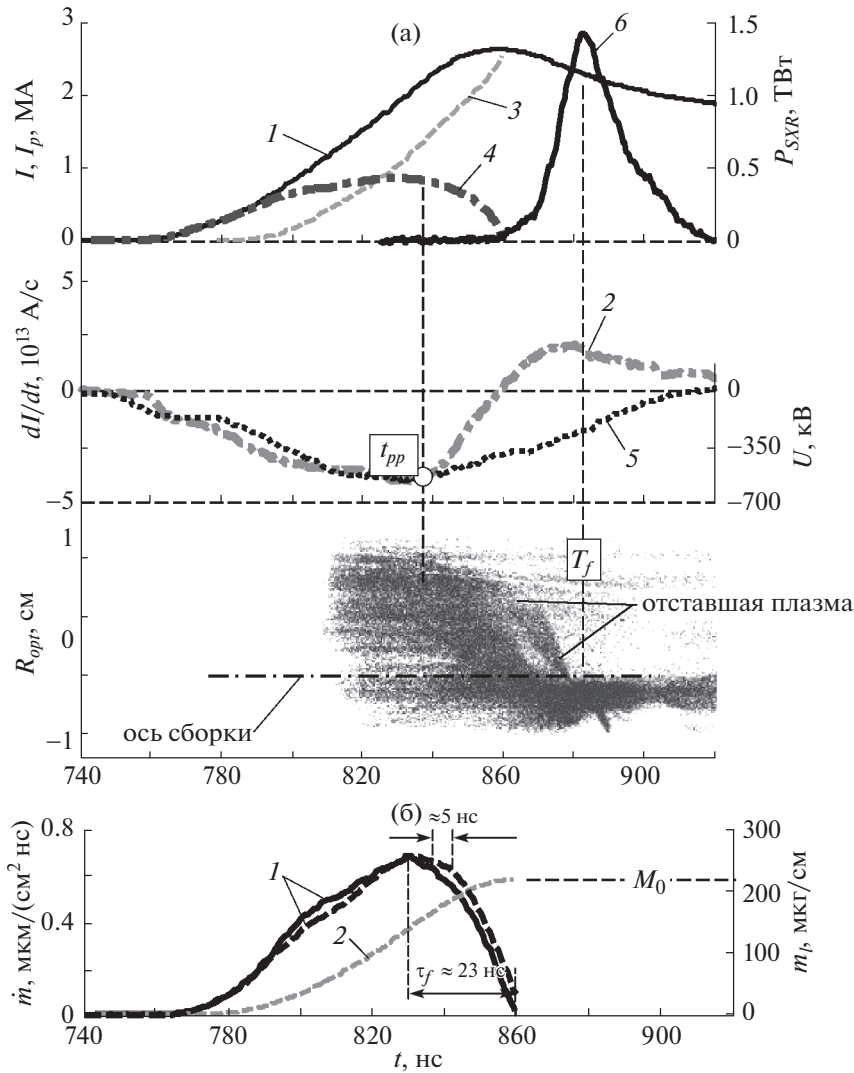 (а)
3
2
1
0
I, I_p, МА
1.5
1.0
0.5
0
P_SXR, ТВт
1
3
4
6
5
0
−5
dI/dt, 10^13 А/с
0
−350
−700
U, кВ
2
5
t_pp
1
0
−1
R_opt, см
T_f
отставшая плазма
ось сборки
740 780 820 860 900
(б)
≈5 нс
0.8
0.4
0
ṁ, мкм/(см² нс)
300
200
100
0
m_l, мкг/см
1
2
M_0
τ_f ≈ 23 нс
740 780 820 860 900
t, нс